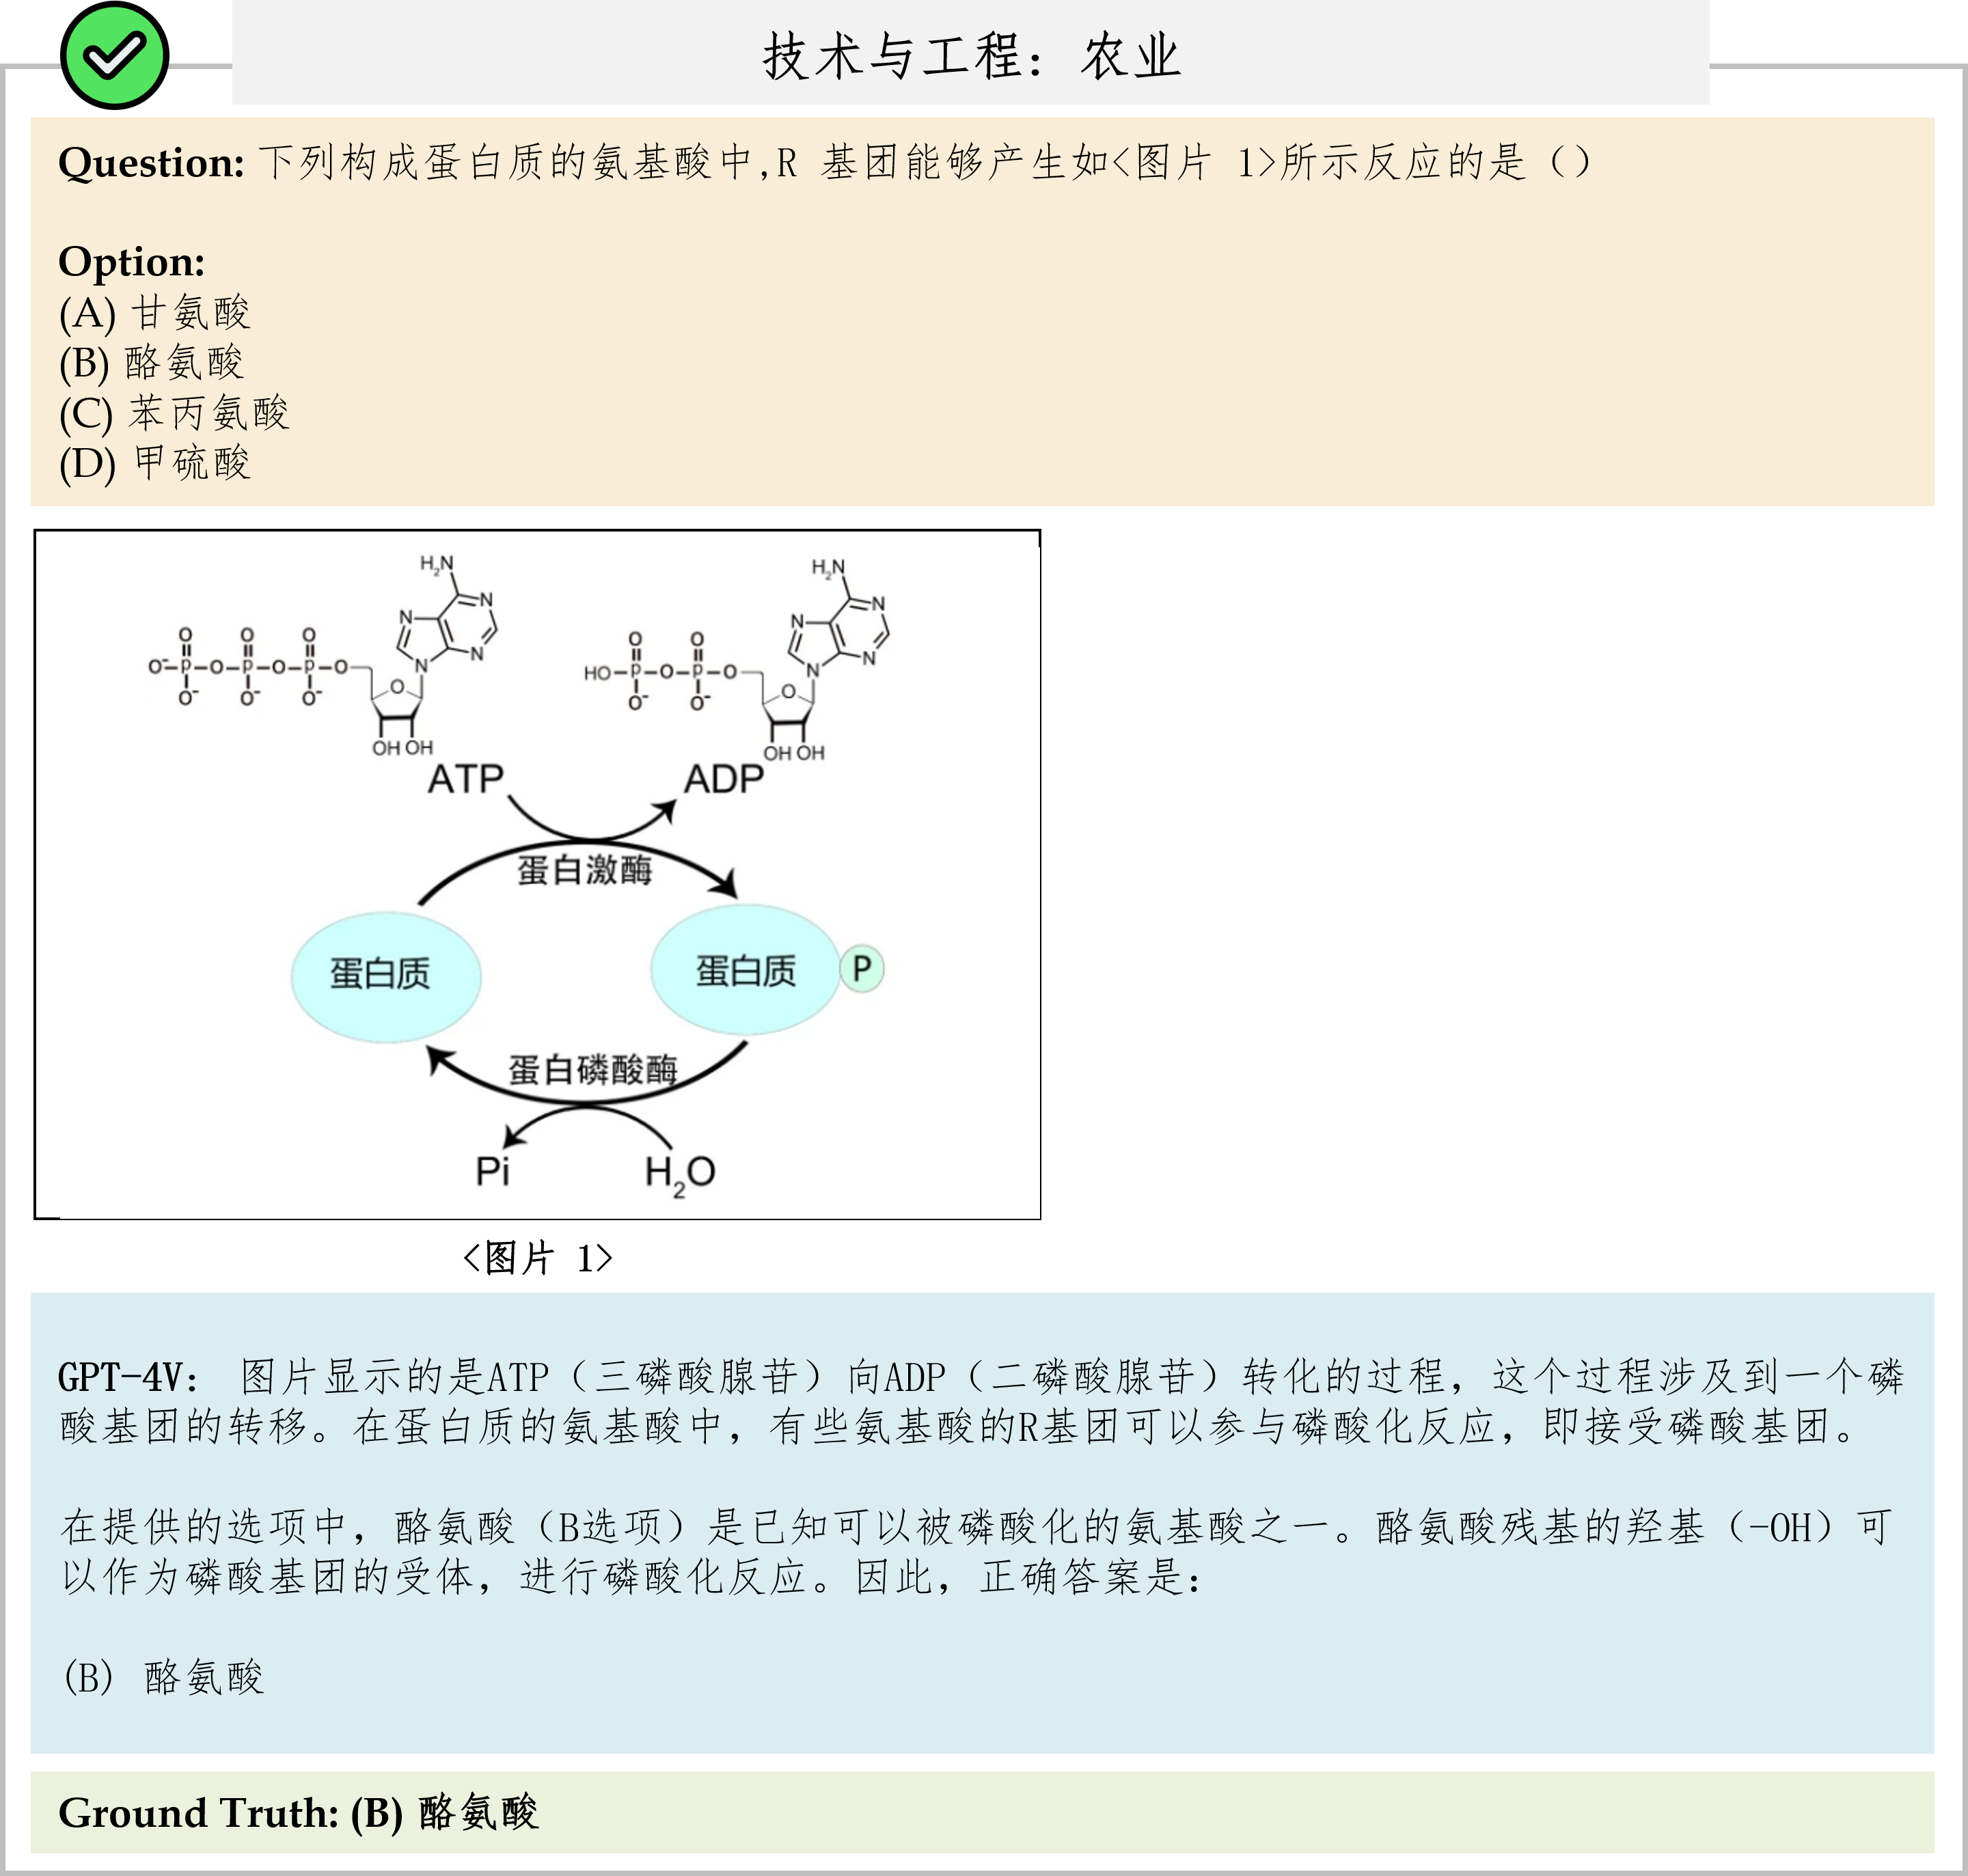 技术与工程：农业
Question: 下列构成蛋白质的氨基酸中,R 基团能够产生如<图片 1>所示反应的是（）
Option:
(A) 甘氨酸
(B) 酪氨酸
(C) 苯丙氨酸
(D) 甲硫酸
H₂N
N
N
N
N
O
O
O
O⁻-P-O-P-O-P-O
O⁻
O⁻
O⁻
O
OH OH
H₂N
N
N
N
N
O
O
HO-P-O-P-O
O⁻
O⁻
O
OH OH
ATP
ADP
蛋白激酶
蛋白质
蛋白质
P
蛋白磷酸酶
Pi
H₂O
<图片 1>
GPT-4V： 图片显示的是ATP（三磷酸腺苷）向ADP（二磷酸腺苷）转化的过程，这个过程涉及到一个磷
酸基团的转移。在蛋白质的氨基酸中，有些氨基酸的R基团可以参与磷酸化反应，即接受磷酸基团。
在提供的选项中，酪氨酸（B选项）是已知可以被磷酸化的氨基酸之一。酪氨酸残基的羟基（-OH）可
以作为磷酸基团的受体，进行磷酸化反应。因此，正确答案是：
(B) 酪氨酸
Ground Truth: (B) 酪氨酸